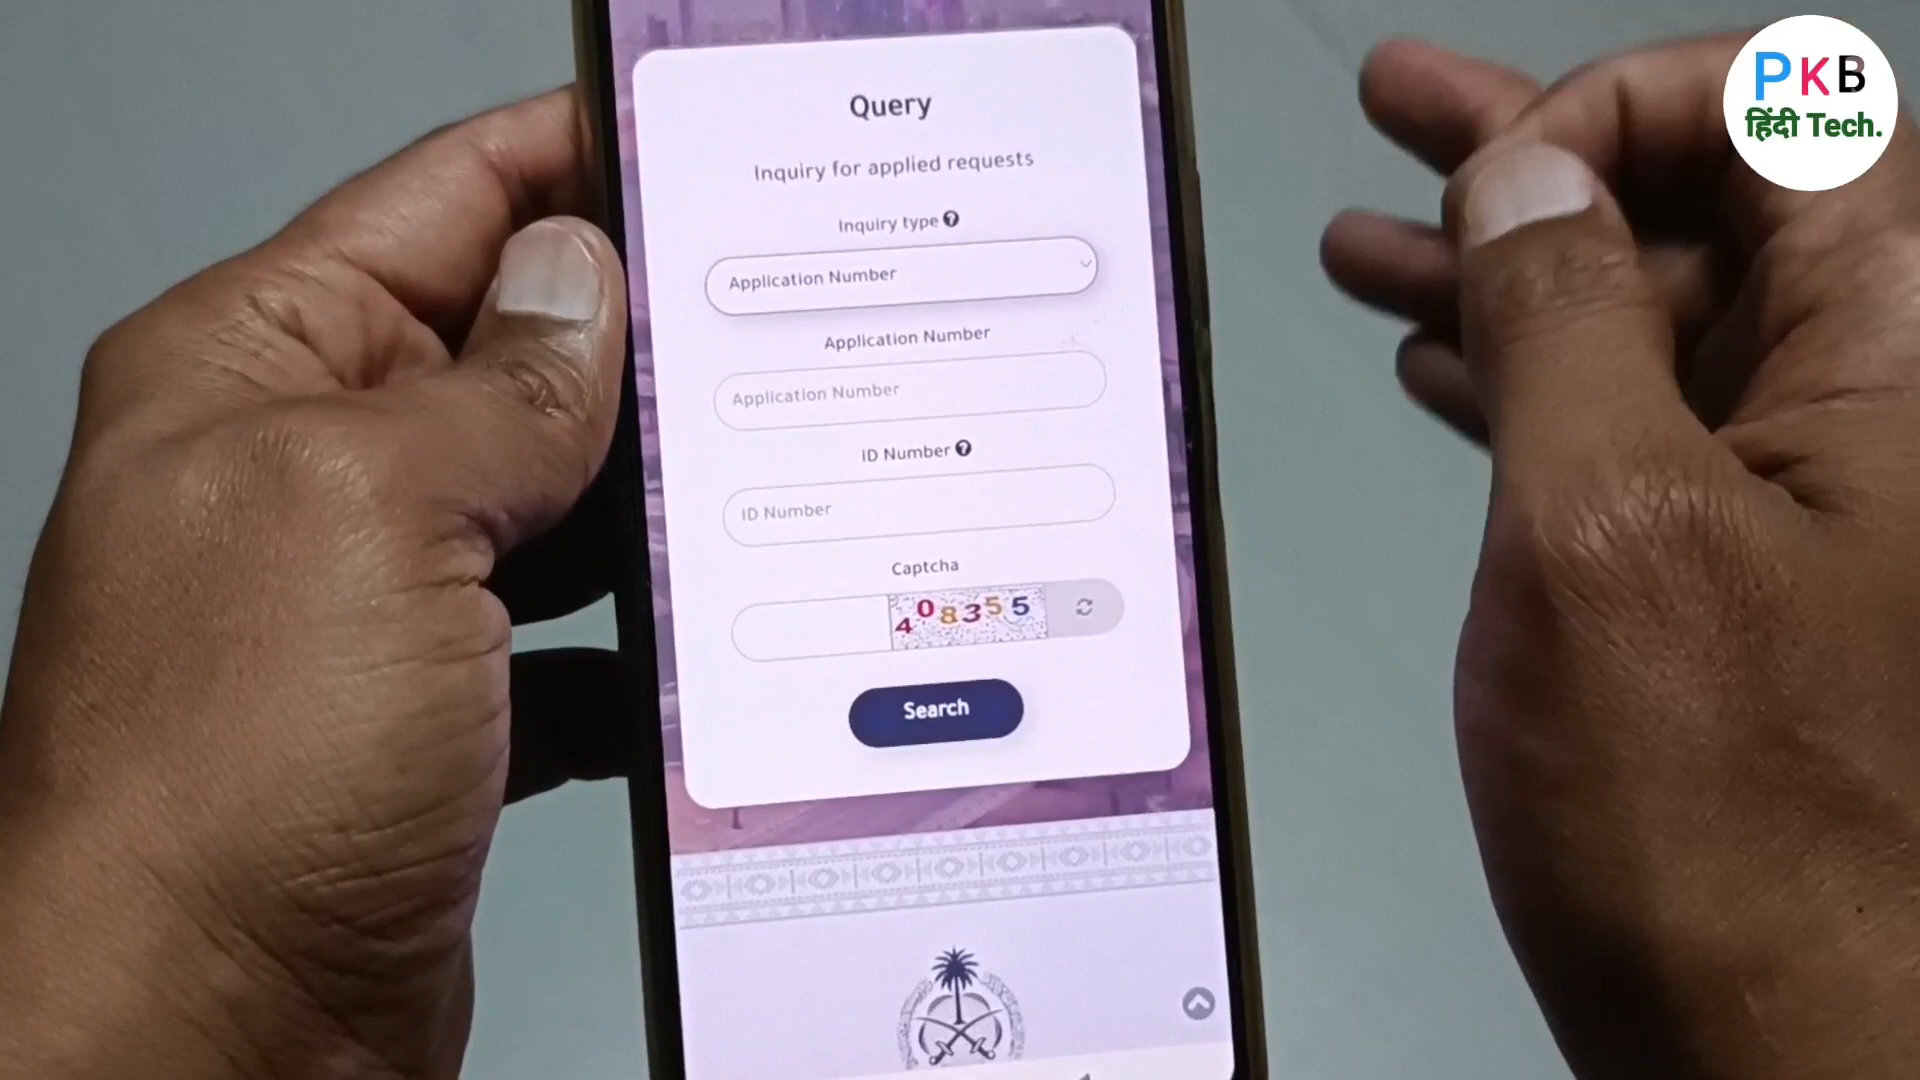 PKB
हिंदी Tech.
Query
Inquiry for applied requests
Inquiry type ?
Application Number
Application Number
Application Number
ID Number ?
ID Number
Captcha
408355
Search